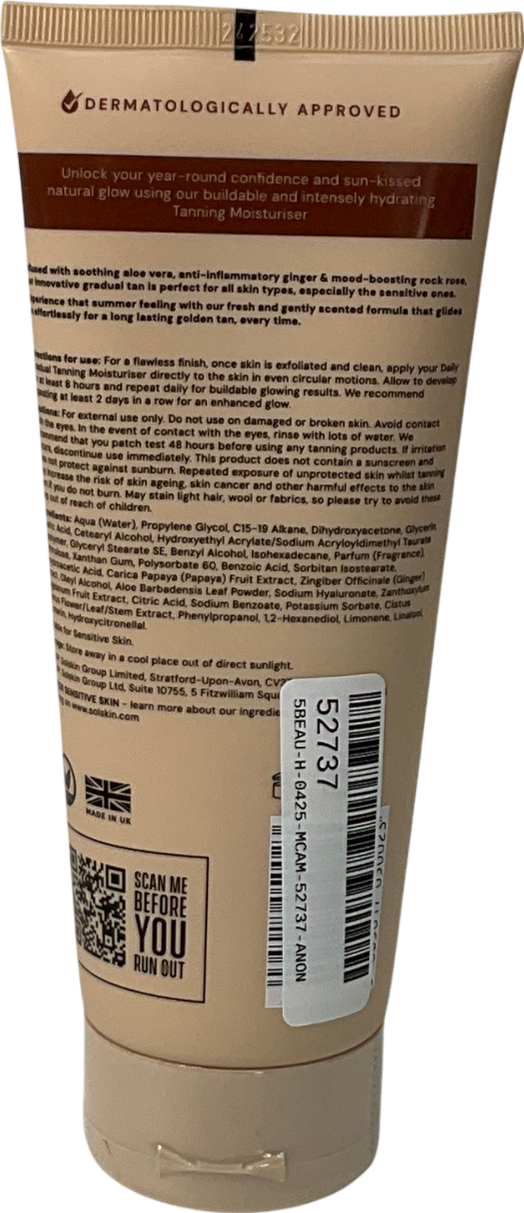 242532
DERMATOLOGICALLY APPROVED
Unlock your year-round confidence and sun-kissed
natural glow using our buildable and intensely hydrating
Tanning Moisturiser
with soothing aloe vera, anti-inflammatory ginger & mood-boosting rock rose,
innovative gradual tan is perfect for all skin types, especially the sensitive ones.
that summer feeling with our fresh and gently scented formula that glides
effortlessly for a long lasting golden tan, every time.
for use: For a flawless finish, once skin is exfoliated and clean, apply your Daily
Tanning Moisturiser directly to the skin in even circular motions. Allow to develop
at least 8 hours and repeat daily for buildable glowing results. We recommend
at least 2 days in a row for an enhanced glow.
For external use only. Do not use on damaged or broken skin. Avoid contact
the eyes. In the event of contact with the eyes, rinse with lots of water. We
that you patch test 48 hours before using any tanning products. If irritation
discontinue use immediately. This product does not contain a sunscreen and
not protect against sunburn. Repeated exposure of unprotected skin whilst tanning
increase the risk of skin ageing, skin cancer and other harmful effects to the skin
if you do not burn. May stain light hair, wool or fabrics, so please try to avoid these
out of reach of children.
Aqua (Water), Propylene Glycol, C15-19 Alkane, Dihydroxyacetone, Glycerin
Acid, Cetearyl Alcohol, Hydroxyethyl Acrylate/Sodium Acryloyldimethyl Taurate
Glyceryl Stearate SE, Benzyl Alcohol, Isohexadecane, Parfum (Fragrance),
Xanthan Gum, Polysorbate 60, Benzoic Acid, Sorbitan Isostearate,
Acid, Carica Papaya (Papaya) Fruit Extract, Zingiber Officinale (Ginger)
Oleyl Alcohol, Aloe Barbadensis Leaf Powder, Sodium Hyaluronate, Zanthoxylum
Fruit Extract, Citric Acid, Sodium Benzoate, Potassium Sorbate, Cistus
Flower/Leaf/Stem Extract, Phenylpropanol, 1,2-Hexanediol, Limonene, Linalool,
Hydroxycitronellal.
for Sensitive Skin.
Store away in a cool place out of direct sunlight.
Solskin Group Limited, Stratford-Upon-Avon,
Solskin Group Ltd, Suite 10755, 5 Fitzwilliam
SENSITIVE SKIN - learn more about our
on www.solskin.com
MADE IN UK
SCAN ME
BEFORE
YOU
RUN OUT
52737
5BEAU-H-0425-MCAM-52737-ANON